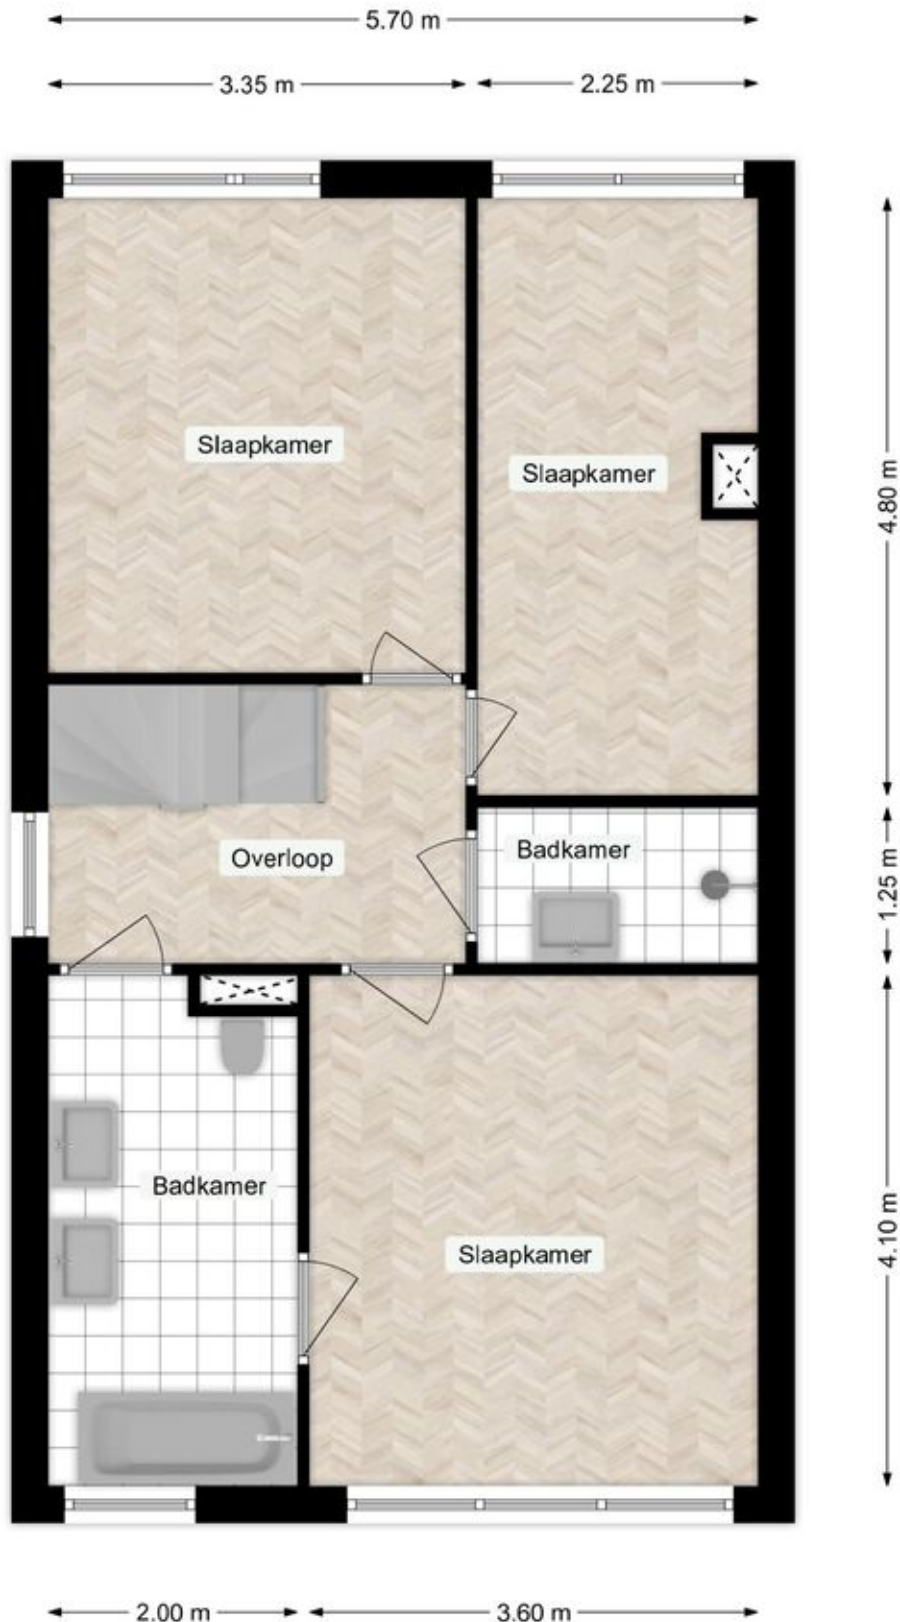 5.70 m
3.35 m
2.25 m
Slaapkamer
Slaapkamer
4.80 m
Overloop
Badkamer
1.25 m
Badkamer
Slaapkamer
4.10 m
2.00 m
3.60 m